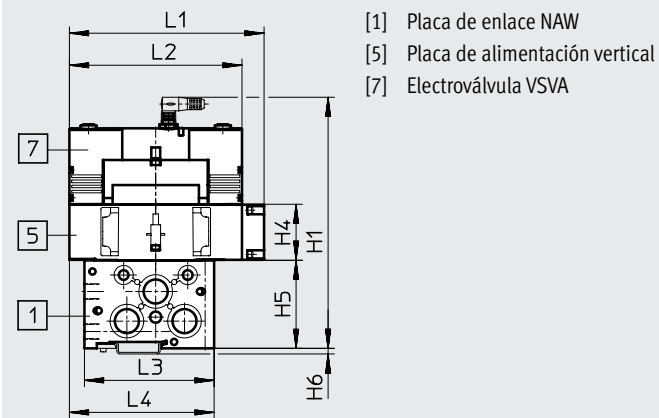 L1
L2
[1] Placa de enlace NAW
[5] Placa de alimentación vertical
[7] Electroválvula VSVA
7
5
1
H4
H1
H5
H6
L3
L4